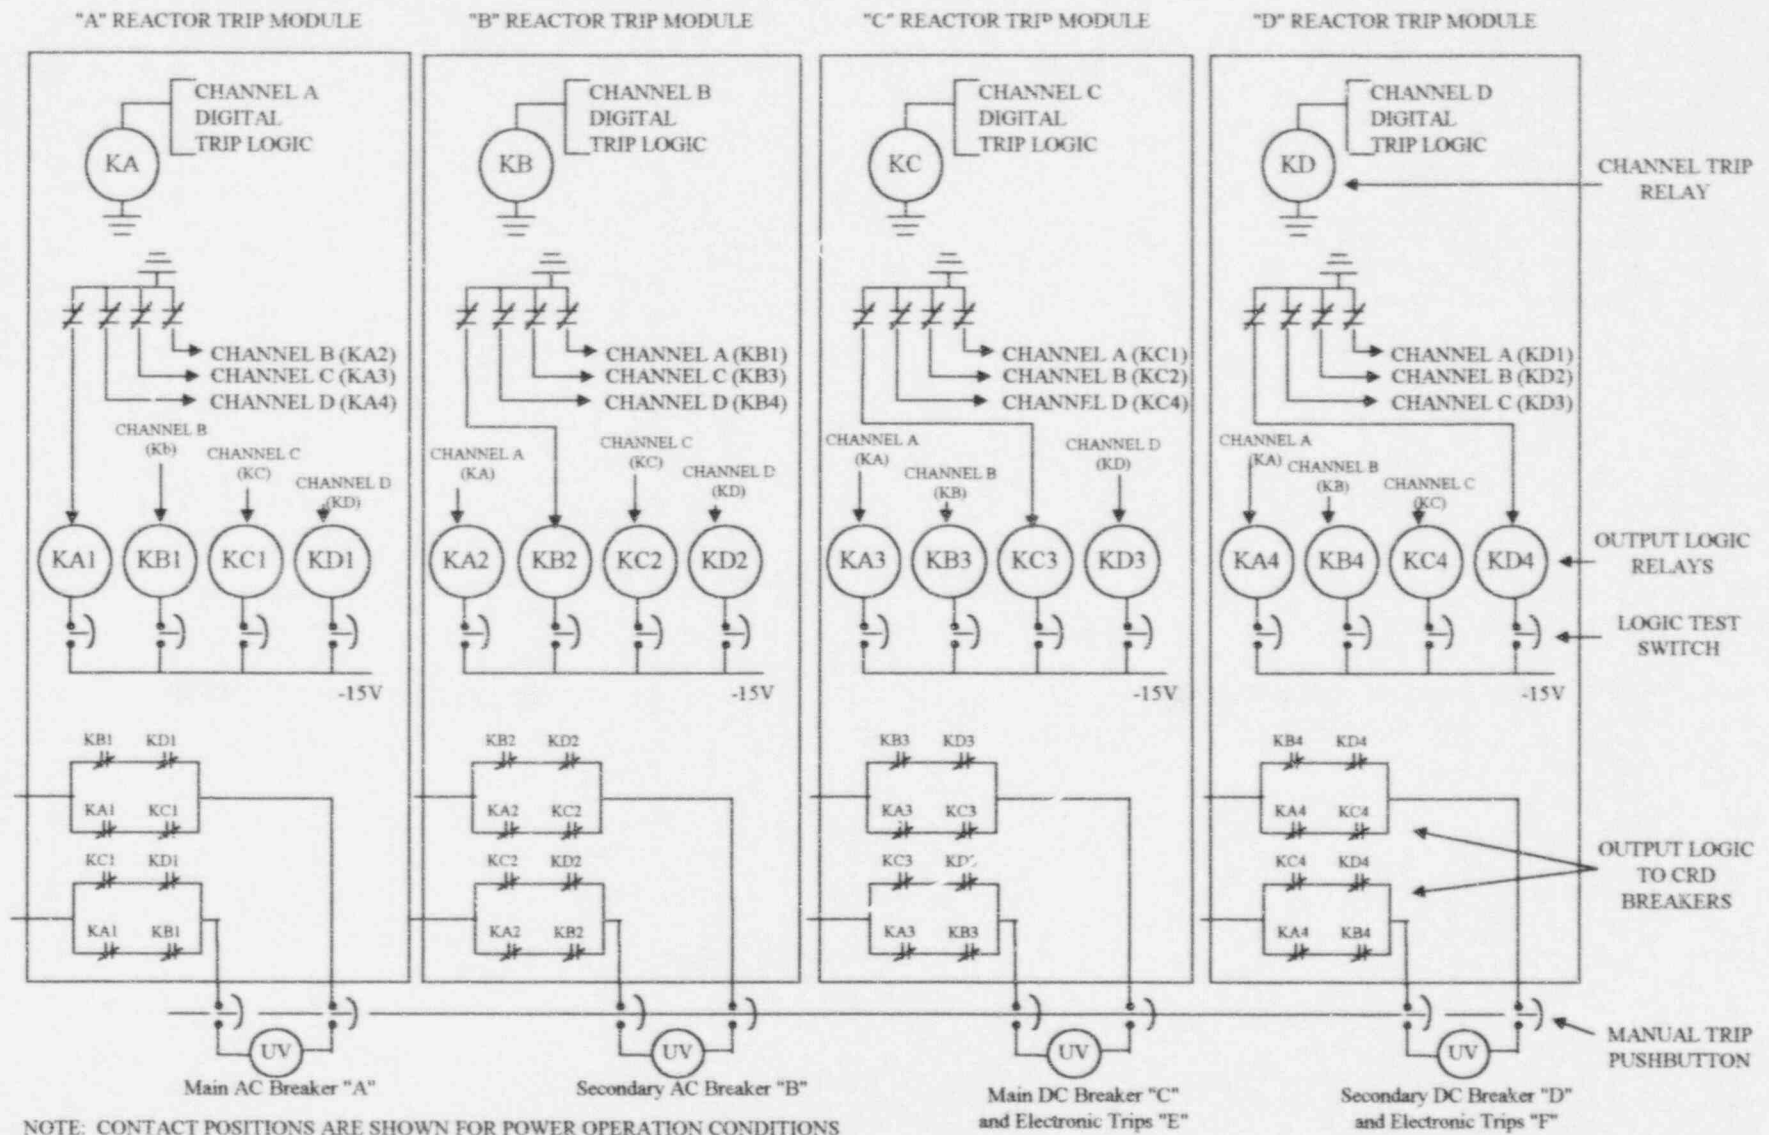 "A" REACTOR TRIP MODULE
"B" REACTOR TRIP MODULE
"C" REACTOR TRIP MODULE
"D" REACTOR TRIP MODULE
CHANNEL A
DIGITAL
TRIP LOGIC
KA
CHANNEL B
DIGITAL
TRIP LOGIC
KB
CHANNEL C
DIGITAL
TRIP LOGIC
KC
CHANNEL D
DIGITAL
TRIP LOGIC
KD
CHANNEL TRIP
RELAY
CHANNEL B (KA2)
CHANNEL C (KA3)
CHANNEL D (KA4)
CHANNEL A (KB1)
CHANNEL C (KB3)
CHANNEL D (KB4)
CHANNEL A (KC1)
CHANNEL B (KC2)
CHANNEL D (KC4)
CHANNEL A (KD1)
CHANNEL B (KD2)
CHANNEL C (KD3)
CHANNEL B
(Kb)
CHANNEL C
(KC)
CHANNEL D
(KD)
CHANNEL A
(KA)
CHANNEL C
(KC)
CHANNEL D
(KD)
CHANNEL A
(KA)
CHANNEL B
(KB)
CHANNEL D
(KD)
CHANNEL A
(KA)
CHANNEL B
(KB)
CHANNEL C
(KC)
KA1 KB1 KC1 KD1
KA2 KB2 KC2 KD2
KA3 KB3 KC3 KD3
KA4 KB4 KC4 KD4
OUTPUT LOGIC
RELAYS
LOGIC TEST
SWITCH
-15V
-15V
-15V
-15V
KB1 KD1
KA1 KC1
KC1 KD1
KA1 KB1
KB2 KD2
KA2 KC2
KC2 KD2
KA2 KB2
KB3 KD3
KA3 KC3
KC3
KA3 KB3
KB4 KD4
KA4 KC4
KC4 KD4
KA4 KB4
OUTPUT LOGIC
TO CRD
BREAKERS
MANUAL TRIP
PUSHBUTTON
UV
UV
UV
UV
Main AC Breaker "A"
Secondary AC Breaker "B"
Main DC Breaker "C"
and Electronic Trips "E"
Secondary DC Breaker "D"
and Electronic Trips "F"
NOTE: CONTACT POSITIONS ARE SHOWN FOR POWER OPERATION CONDITIONS